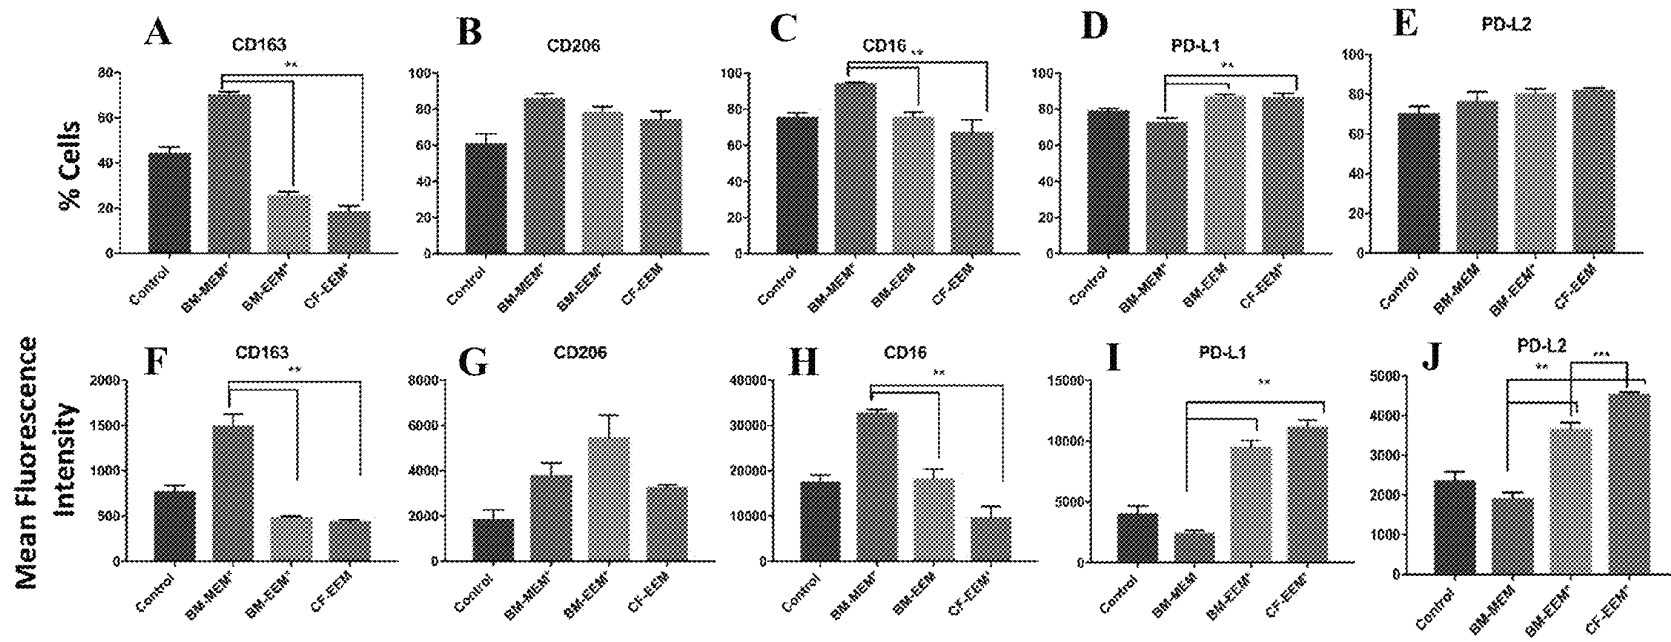 A
CD163
% Cells
80
60
40
20
0
**
Control
BM-MEM*
BM-EEM*
CF-EEM*
B
CD206
100
80
60
40
20
0
Control
BM-MEM*
BM-EEM*
CF-EEM
C
CD16
100
80
60
40
20
0
**
Control
BM-MEM*
BM-EEM
CF-EEM
D
PD-L1
100
80
60
40
20
0
**
Control
BM-MEM*
BM-EEM
CF-EEM*
E
PD-L2
100
80
60
40
20
0
Control
BM-MEM
BM-EEM*
CF-EEM
F
CD163
Mean Fluorescence
Intensity
2000
1500
1000
500
0
**
Control
BM-MEM*
BM-EEM*
CF-EEM
G
CD206
8000
6000
4000
2000
0
Control
BM-MEM*
BM-EEM*
CF-EEM
H
CD16
40000
30000
20000
10000
0
**
Control
BM-MEM*
BM-EEM
CF-EEM*
I
PD-L1
15000
10000
5000
0
**
Control
BM-MEM
BM-EEM*
CF-EEM*
J
PD-L2
5000
4000
3000
2000
1000
0
**
***
Control
BM-MEM
BM-EEM*
CF-EEM*